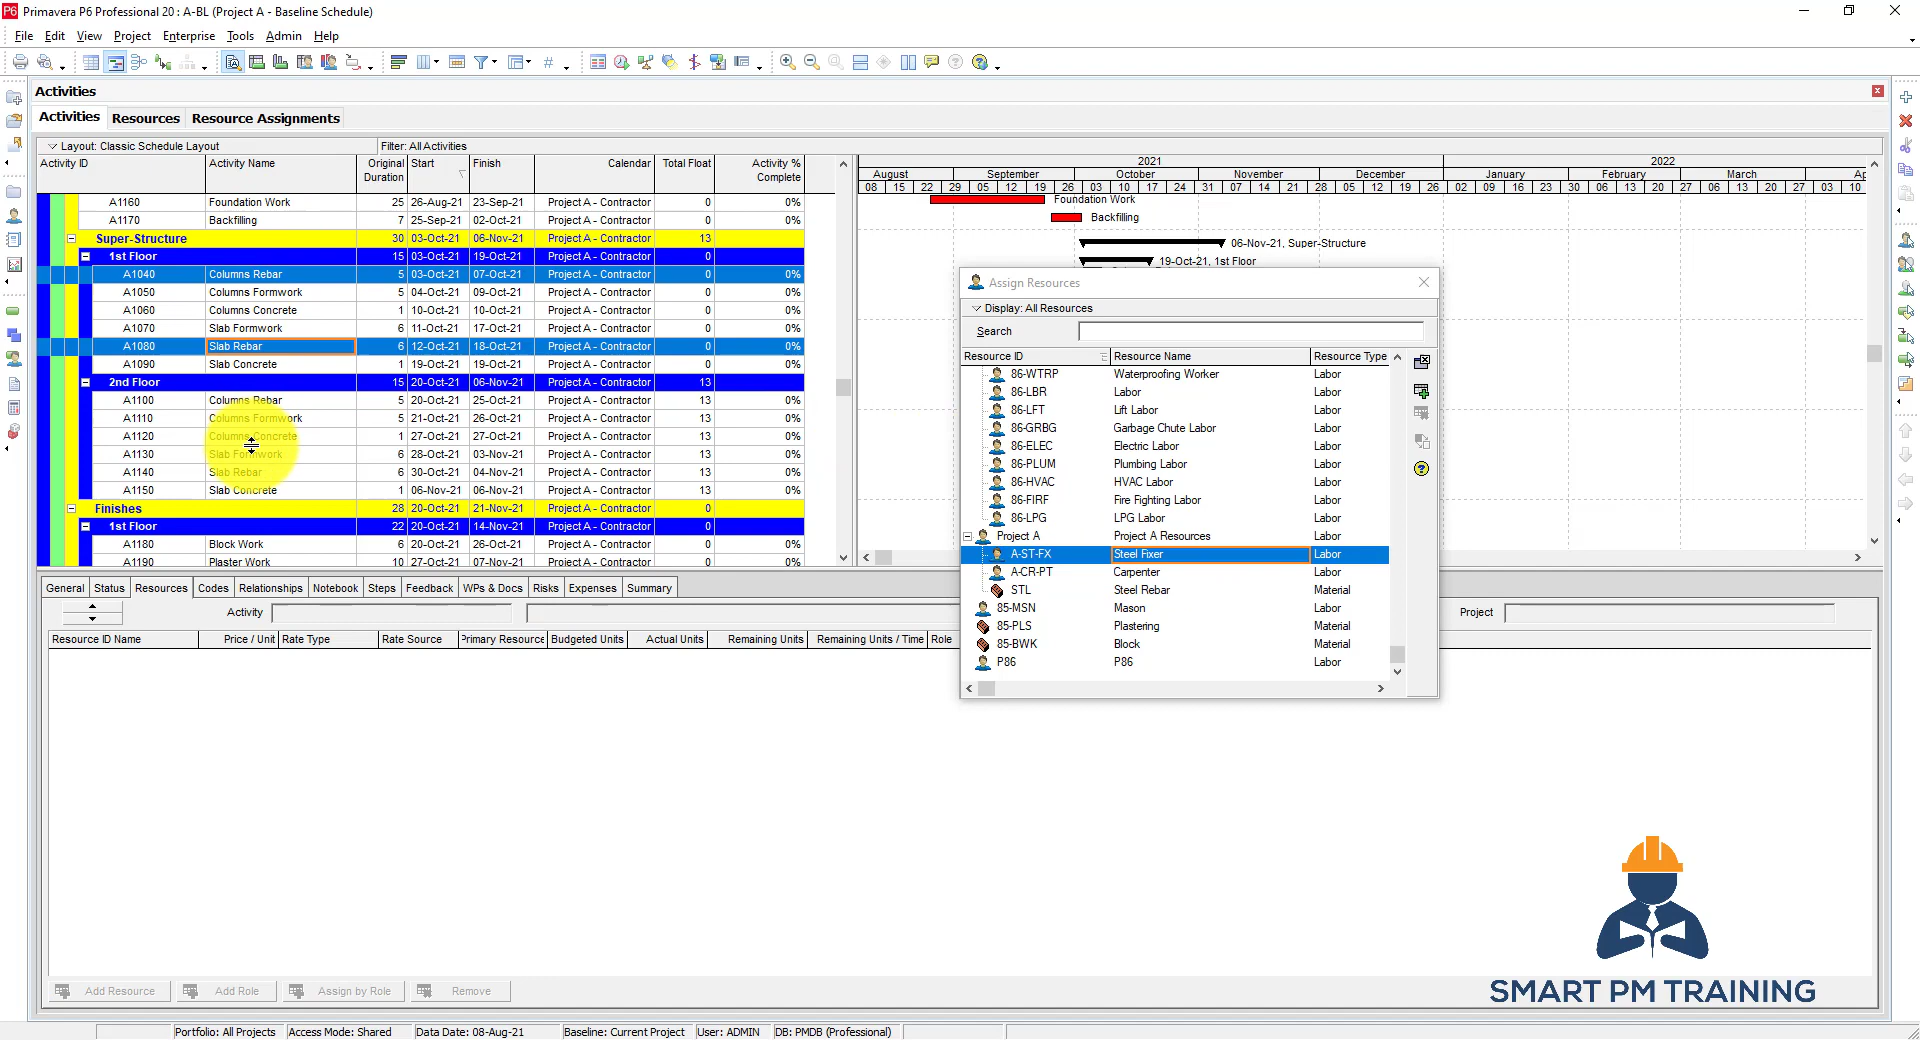 P6 Primavera P6 Professional 20 : A-BL (Project A - Baseline Schedule)
File Edit View Project Enterprise Tools Admin Help
Activities
Activities Resources Resource Assignments
Layout: Classic Schedule Layout Filter: All Activities
Activity ID Activity Name Original Duration Start Finish Calendar Total Float Activity % Complete
A1160 Foundation Work 25 26-Aug-21 23-Sep-21 Project A - Contractor 0 0%
A1170 Backfilling 7 25-Sep-21 02-Oct-21 Project A - Contractor 0 0%
Super-Structure 30 03-Oct-21 06-Nov-21 Project A - Contractor 13
1st Floor 15 03-Oct-21 19-Oct-21 Project A - Contractor 0
A1040 Columns Rebar 5 03-Oct-21 07-Oct-21 Project A - Contractor 0 0%
A1050 Columns Formwork 5 04-Oct-21 09-Oct-21 Project A - Contractor 0 0%
A1060 Columns Concrete 1 10-Oct-21 10-Oct-21 Project A - Contractor 0 0%
A1070 Slab Formwork 6 11-Oct-21 17-Oct-21 Project A - Contractor 0 0%
A1080 Slab Rebar 6 12-Oct-21 18-Oct-21 Project A - Contractor 0 0%
A1090 Slab Concrete 1 19-Oct-21 19-Oct-21 Project A - Contractor 0 0%
2nd Floor 15 20-Oct-21 06-Nov-21 Project A - Contractor 13
A1100 Columns Rebar 5 20-Oct-21 25-Oct-21 Project A - Contractor 13 0%
A1110 Columns Formwork 5 21-Oct-21 26-Oct-21 Project A - Contractor 13 0%
A1120 Columns Concrete 1 27-Oct-21 27-Oct-21 Project A - Contractor 13 0%
A1130 Slab Formwork 6 28-Oct-21 03-Nov-21 Project A - Contractor 13 0%
A1140 Slab Rebar 6 30-Oct-21 04-Nov-21 Project A - Contractor 13 0%
A1150 Slab Concrete 1 06-Nov-21 06-Nov-21 Project A - Contractor 13 0%
Finishes 28 20-Oct-21 21-Nov-21 Project A - Contractor 0
1st Floor 22 20-Oct-21 14-Nov-21 Project A - Contractor 0
A1180 Block Work 6 20-Oct-21 26-Oct-21 Project A - Contractor 0 0%
A1190 Plaster Work 10 27-Oct-21 07-Nov-21 Project A - Contractor 0 0%
2021 2022
August September October November December January February March Ap
08 15 22 29 05 12 19 26 03 10 17 24 31 07 14 21 28 05 12 19 26 02 09 16 23 30 06 13 20 27 06 13 20 27 03 10
Foundation Work
Backfilling
06-Nov-21, Super-Structure
19-Oct-21, 1st Floor
Assign Resources
Display: All Resources
Search
Resource ID Resource Name Resource Type
86-WTRP Waterproofing Worker Labor
86-LBR Labor Labor
86-LFT Lift Labor Labor
86-GRBG Garbage Chute Labor Labor
86-ELEC Electric Labor Labor
86-PLUM Plumbing Labor Labor
86-HVAC HVAC Labor Labor
86-FIRF Fire Fighting Labor Labor
86-LPG LPG Labor Labor
Project A Project A Resources Labor
A-ST-FX Steel Fixer Labor
A-CR-PT Carpenter Labor
STL Steel Rebar Material
85-MSN Mason Labor
85-PLS Plastering Material
85-BWK Block Material
P86 P86 Labor
General Status Resources Codes Relationships Notebook Steps Feedback WPs & Docs Risks Expenses Summary
Activity Project
Resource ID Name Price / Unit Rate Type Rate Source Primary Resource Budgeted Units Actual Units Remaining Units Remaining Units / Time Role
Add Resource Add Role Assign by Role Remove
SMART PM TRAINING
Portfolio: All Projects Access Mode: Shared Data Date: 08-Aug-21 Baseline: Current Project User: ADMIN DB: PMDB (Professional)